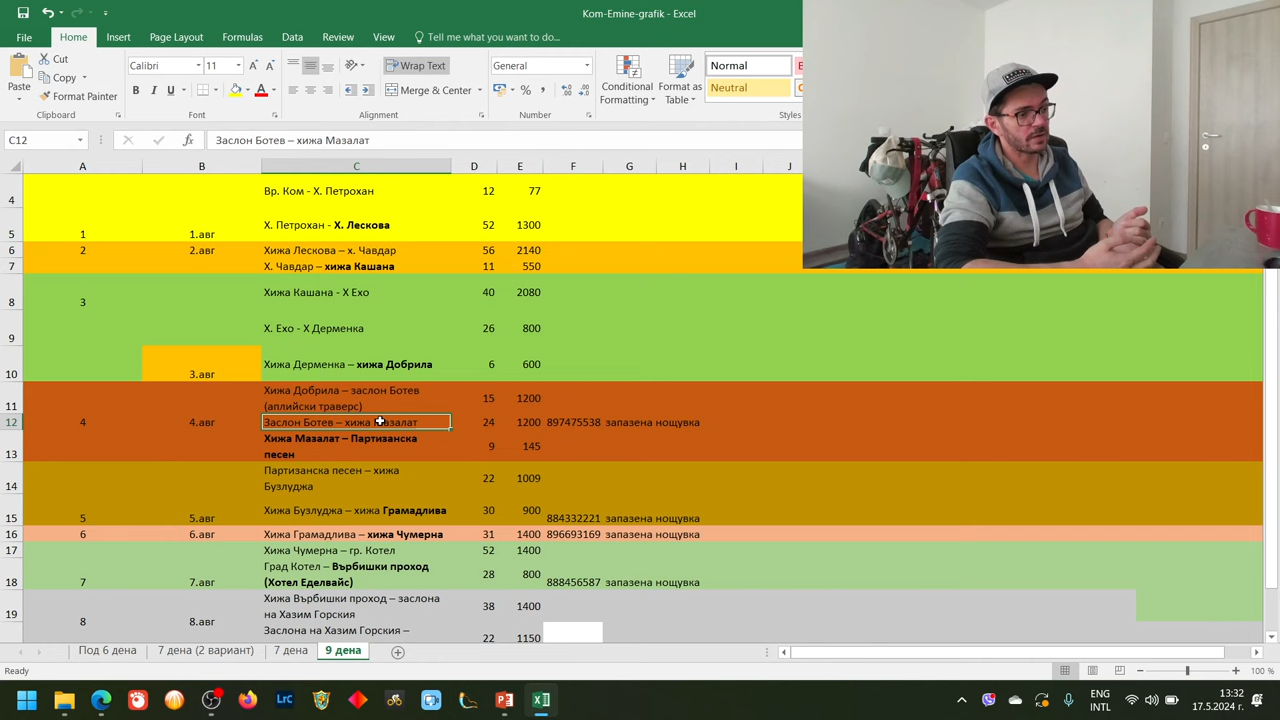 Kom-Emine-grafik - Excel
File Home Insert Page Layout Formulas Data Review View Tell me what you want to do...
Paste
Cut
Copy
Format Painter
Clipboard
Calibri 11
B I U
Font
Wrap Text
Merge & Center
Alignment
General
Number
Conditional Formatting
Format as Table
Normal
Neutral
Styles
C12 Заслон Ботев – хижа Мазалат
A B C D E F G H I J
4 Вр. Ком - Х. Петрохан 12 77
5 1 1.авг Х. Петрохан - Х. Лескова 52 1300
6 2 2.авг Хижа Лескова – х. Чавдар 56 2140
7 Х. Чавдар – хижа Кашана 11 550
8 3 Хижа Кашана - Х Ехо 40 2080
9 Х. Ехо - Х Дерменка 26 800
10 3.авг Хижа Дерменка – хижа Добрила 6 600
11 Хижа Добрила – заслон Ботев
(аплийски траверс) 15 1200
12 4 4.авг Заслон Ботев – хижа Мазалат 24 1200 897475538 запазена нощувка
13 Хижа Мазалат – Партизанска
песен 9 145
14 Партизанска песен – хижа
Бузлуджа 22 1009
15 5 5.авг Хижа Бузлуджа – хижа Грамадлива 30 900 884332221 запазена нощувка
16 6 6.авг Хижа Грамадлива – хижа Чумерна 31 1400 896693169 запазена нощувка
17 Хижа Чумерна – гр. Котел 52 1400
18 7 7.авг Град Котел – Върбишки проход
(Хотел Еделвайс) 28 800 888456587 запазена нощувка
19 Хижа Върбишки проход – заслона
на Хазим Горския 38 1400
8 8.авг Заслона на Хазим Горския – 22 1150
Под 6 дена 7 дена (2 вариант) 7 дена 9 дена
Ready
100 %
LrC
ENG
INTL
13:32
17.5.2024 г.